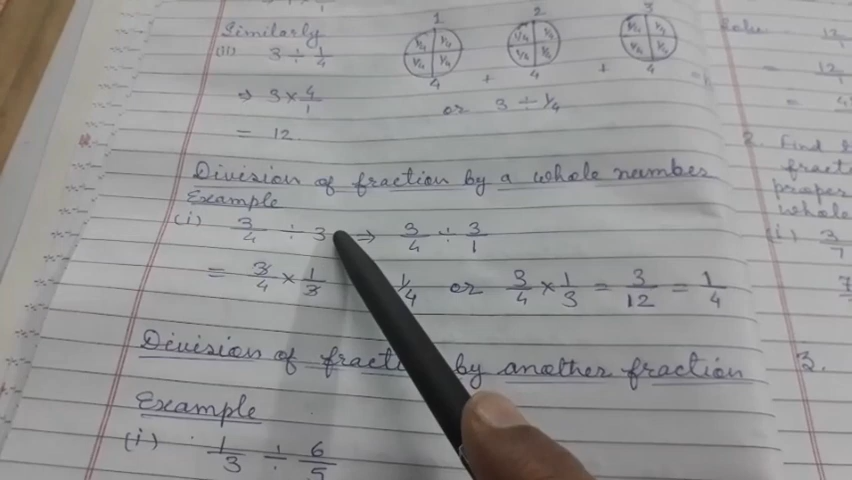 Similarly
(ii) 3 ÷ 1/4
1 2 3
1/4 1/4 1/4 1/4 1/4 1/4
1/4 1/4 1/4 1/4 1/4 1/4
4 + 4 + 4
⇒ 3 × 4/1 or 3 ÷ 1/4
= 12
Division of fraction by a whole number
Example
(i) 3/4 ÷ 3 ⇒ 3/4 ÷ 3/1
= 3/4 × 1/3 1/4 or 3/4 × 1/3 = 3/12 = 1/4
Division of by another fraction
Example
(i) 1/3 ÷ 6/5
2. Find
whole
(i) 3/7
3.